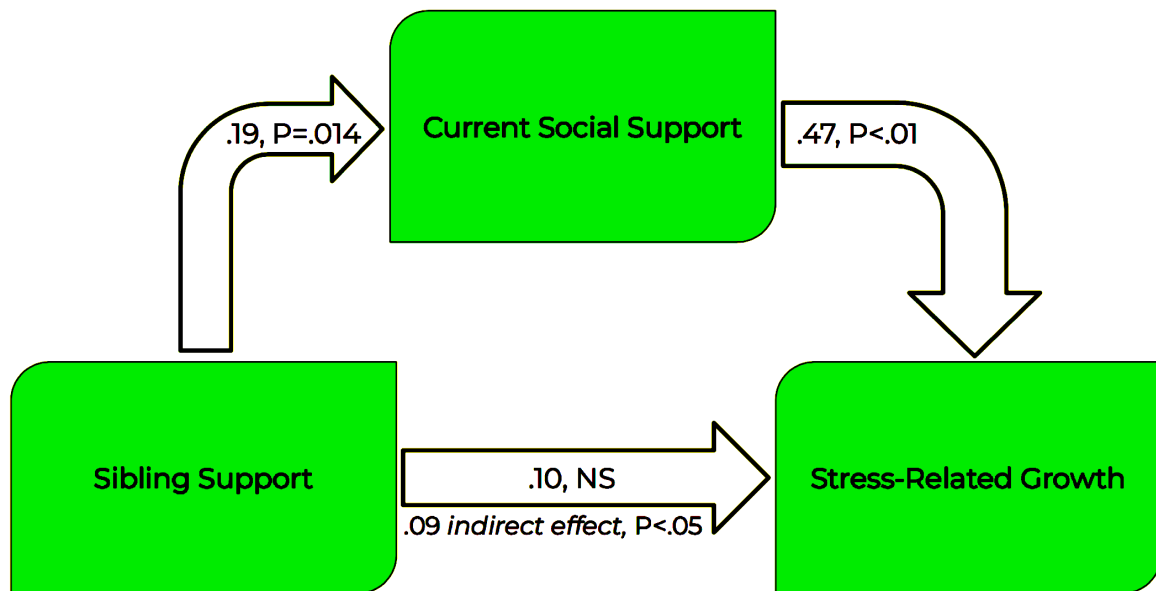 Current Social Support
.19, P=.014
.47, P<.01
Sibling Support
.10, NS
.09 indirect effect, P<.05
Stress-Related Growth